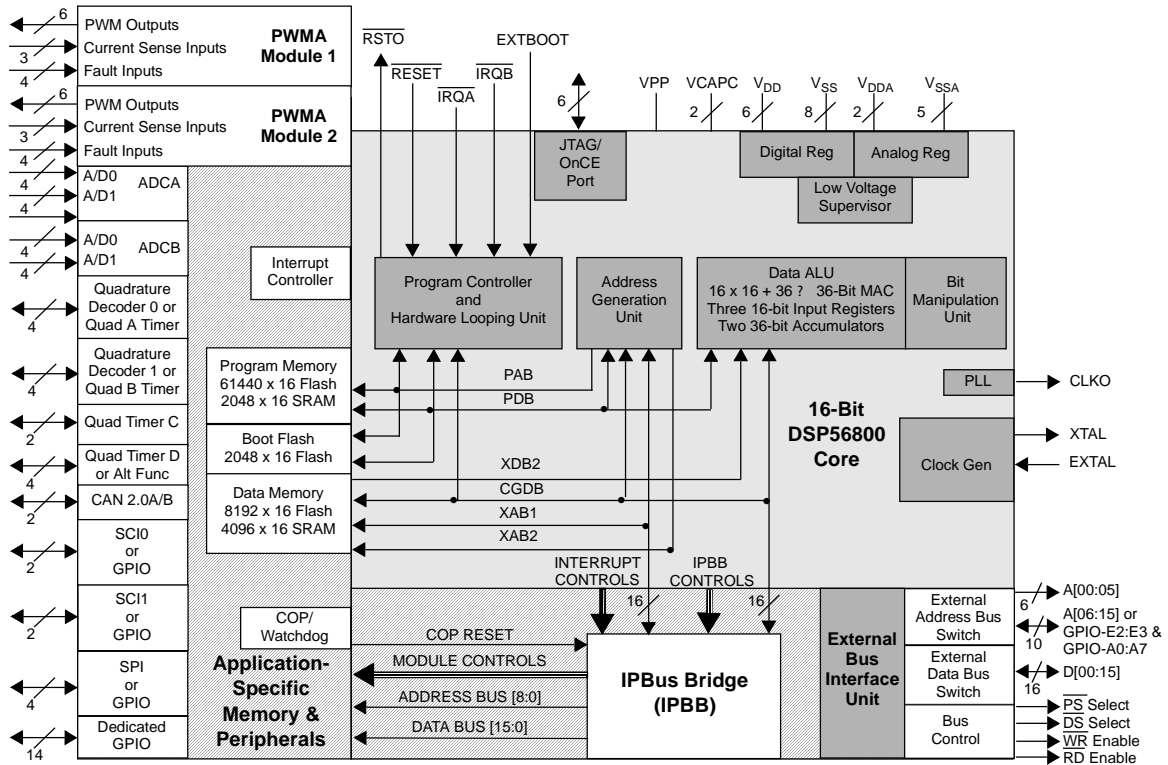 6
PWM Outputs
3
Current Sense Inputs
4
Fault Inputs
PWMA
Module 1
6
PWM Outputs
3
Current Sense Inputs
4
Fault Inputs
PWMA
Module 2
4
A/D0
4
A/D1
ADCA
4
A/D0
4
A/D1
ADCB
4
Quadrature
Decoder 0 or
Quad A Timer
4
Quadrature
Decoder 1 or
Quad B Timer
2
Quad Timer C
4
Quad Timer D
or Alt Func
2
CAN 2.0A/B
2
SCI0
or
GPIO
2
SCI1
or
GPIO
4
SPI
or
GPIO
14
Dedicated
GPIO
RSTO
RESET
IRQA
IRQB
EXTBOOT
6
JTAG/
OnCE
Port
VPP
VCAPC
2
VDD
6
VSS
8
VDDA
2
VSSA
5
Digital Reg
Analog Reg
Low Voltage
Supervisor
Interrupt
Controller
Program Controller
and
Hardware Looping Unit
Address
Generation
Unit
Data ALU
16 x 16 + 36 ? 36-Bit MAC
Three 16-bit Input Registers
Two 36-bit Accumulators
Bit
Manipulation
Unit
Program Memory
61440 x 16 Flash
2048 x 16 SRAM
Boot Flash
2048 x 16 Flash
Data Memory
8192 x 16 Flash
4096 x 16 SRAM
PAB
PDB
XDB2
CGDB
XAB1
XAB2
16-Bit
DSP56800
Core
PLL
CLKO
Clock Gen
XTAL
EXTAL
INTERRUPT
CONTROLS
16
IPBB
CONTROLS
16
COP/
Watchdog
Application-
Specific
Memory &
Peripherals
COP RESET
MODULE CONTROLS
ADDRESS BUS [8:0]
DATA BUS [15:0]
IPBus Bridge
(IPBB)
External
Bus
Interface
Unit
External
Address Bus
Switch
External
Data Bus
Switch
Bus
Control
6
A[00:05]
10
A[06:15] or
GPIO-E2:E3 &
GPIO-A0:A7
16
D[00:15]
PS Select
DS Select
WR Enable
RD Enable